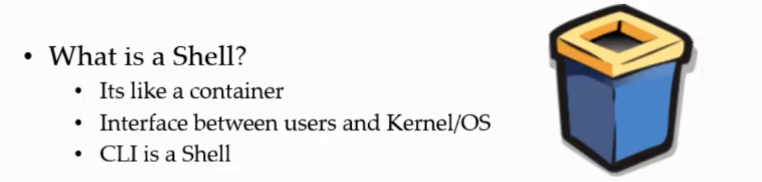 • What is a Shell?
• Its like a container
• Interface between users and Kernel/OS
• CLI is a Shell